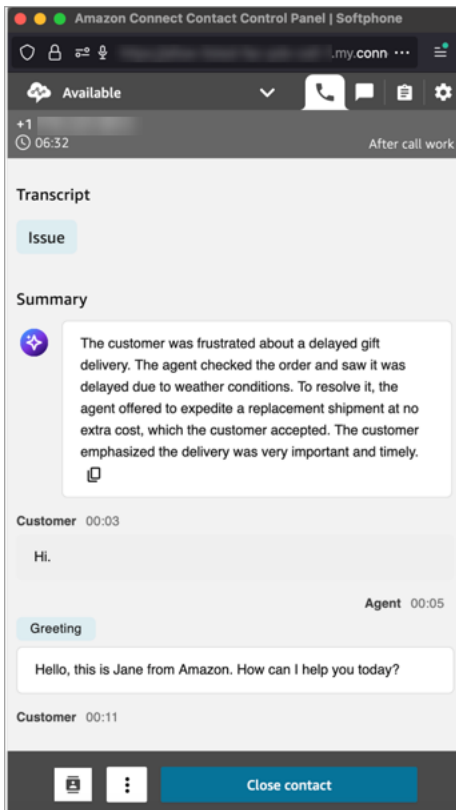 Amazon Connect Contact Control Panel | Softphone
.my.conn ···
Available
+1
06:32
After call work
Transcript
Issue
Summary
The customer was frustrated about a delayed gift
delivery. The agent checked the order and saw it was
delayed due to weather conditions. To resolve it, the
agent offered to expedite a replacement shipment at no
extra cost, which the customer accepted. The customer
emphasized the delivery was very important and timely.
Customer 00:03
Hi.
Agent 00:05
Greeting
Hello, this is Jane from Amazon. How can I help you today?
Customer 00:11
Close contact